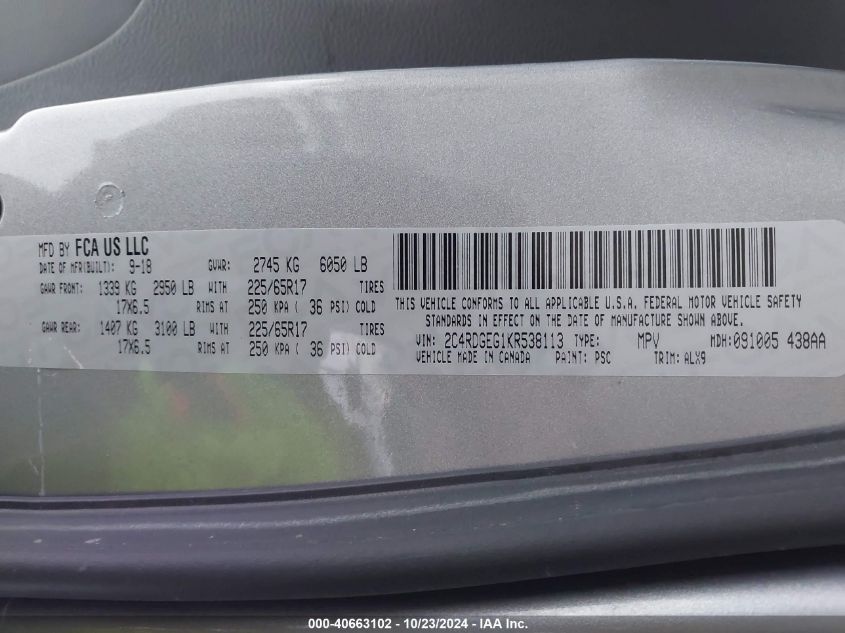 MFD BY FCA US LLC
DATE OF MFR(BUILT): 9-18 GVWR: 2745 KG 6050 LB
GAWR FRONT: 1339 KG 2950 LB WITH 225/65R17 TIRES
17X6.5 RIMS AT 250 KPA ( 36 PSI) COLD
GAWR REAR: 1407 KG 3100 LB WITH 225/65R17 TIRES
17X6.5 RIMS AT 250 KPA ( 36 PSI) COLD
THIS VEHICLE CONFORMS TO ALL APPLICABLE U.S.A. FEDERAL MOTOR VEHICLE SAFETY
STANDARDS IN EFFECT ON THE DATE OF MANUFACTURE SHOWN ABOVE.
VIN: 2C4RDGEG1KR538113 TYPE: MPV MDH:091005 438AA
VEHICLE MADE IN CANADA PAINT: PSC TRIM: ALX9
000-40663102 - 10/23/2024 - IAA Inc.